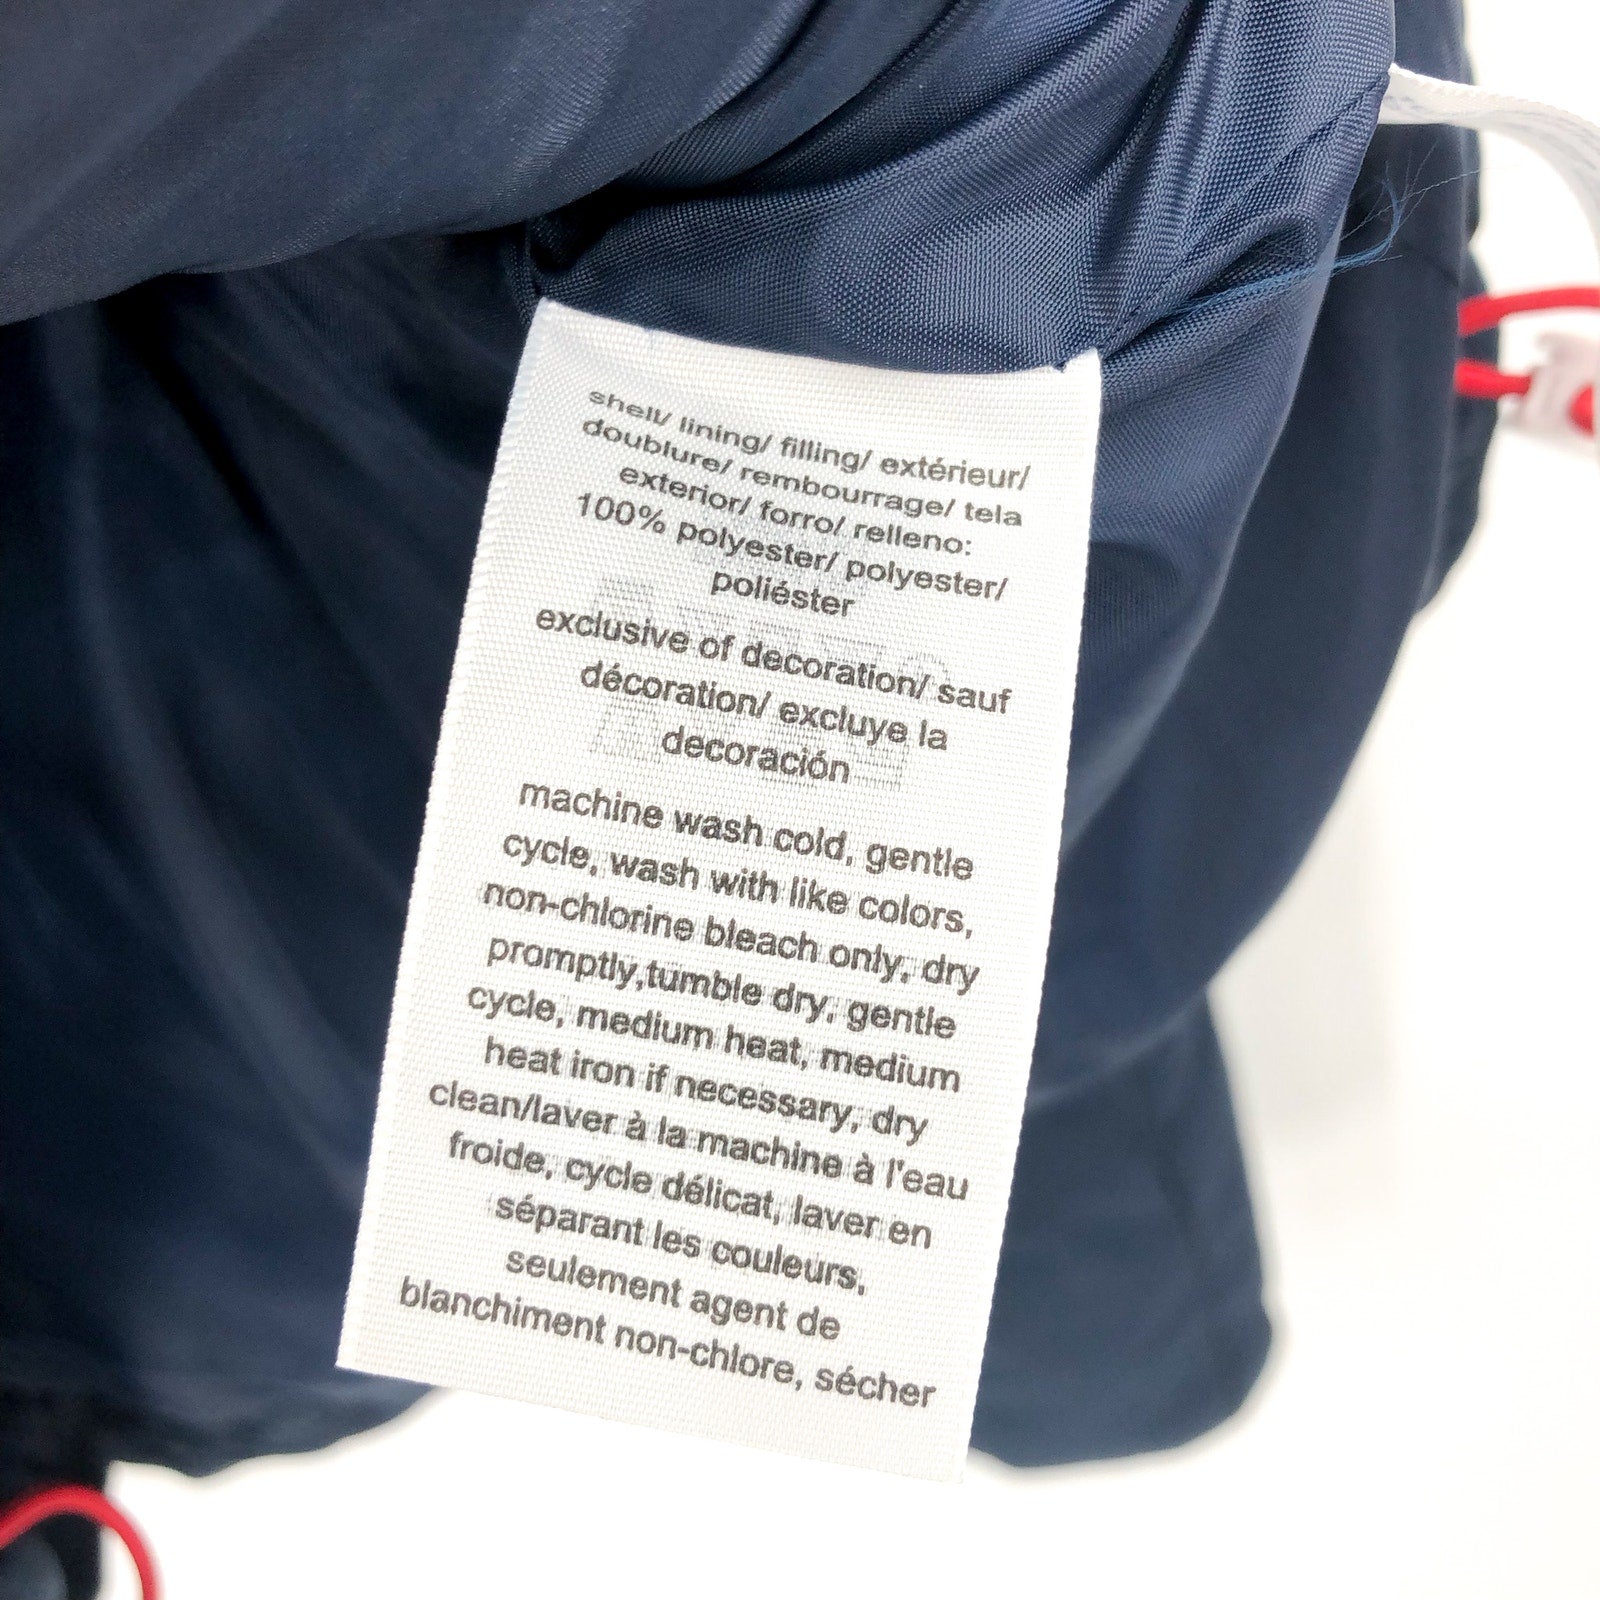 shell/ lining/ filling/ extérieur/
doublure/ rembourrage/ tela
exterior/ forro/ relleno:
100% polyester/ polyester/
poliéster
exclusive of decoration/ sauf
décoration/ excluye la
decoración
machine wash cold, gentle
cycle, wash with like colors,
non-chlorine bleach only, dry
promptly,tumble dry, gentle
cycle, medium heat, medium
heat iron if necessary, dry
clean/laver à la machine à l'eau
froide, cycle délicat, laver en
séparant les couleurs,
seulement agent de
blanchiment non-chlore, sécher